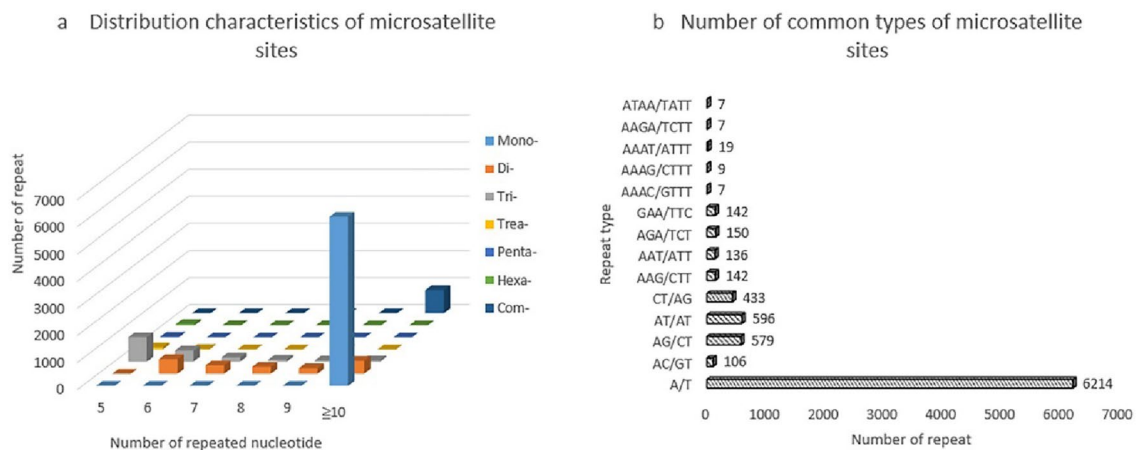 a Distribution characteristics of microsatellite
sites
Number of repeat
7000
6000
5000
4000
3000
2000
1000
0
5 6 7 8 9 ≧10
Number of repeated nucleotide
Mono-
Di-
Tri-
Trea-
Penta-
Hexa-
Com-
b Number of common types of microsatellite
sites
Repeat type
ATAA/TATT 7
AAGA/TCTT 7
AAAT/ATTT 19
AAAG/CTTT 9
AAAC/GTTT 7
GAA/TTC 142
AGA/TCT 150
AAT/ATT 136
AAG/CTT 142
CT/AG 433
AT/AT 596
AG/CT 579
AC/GT 106
A/T 6214
0 1000 2000 3000 4000 5000 6000 7000
Number of repeat